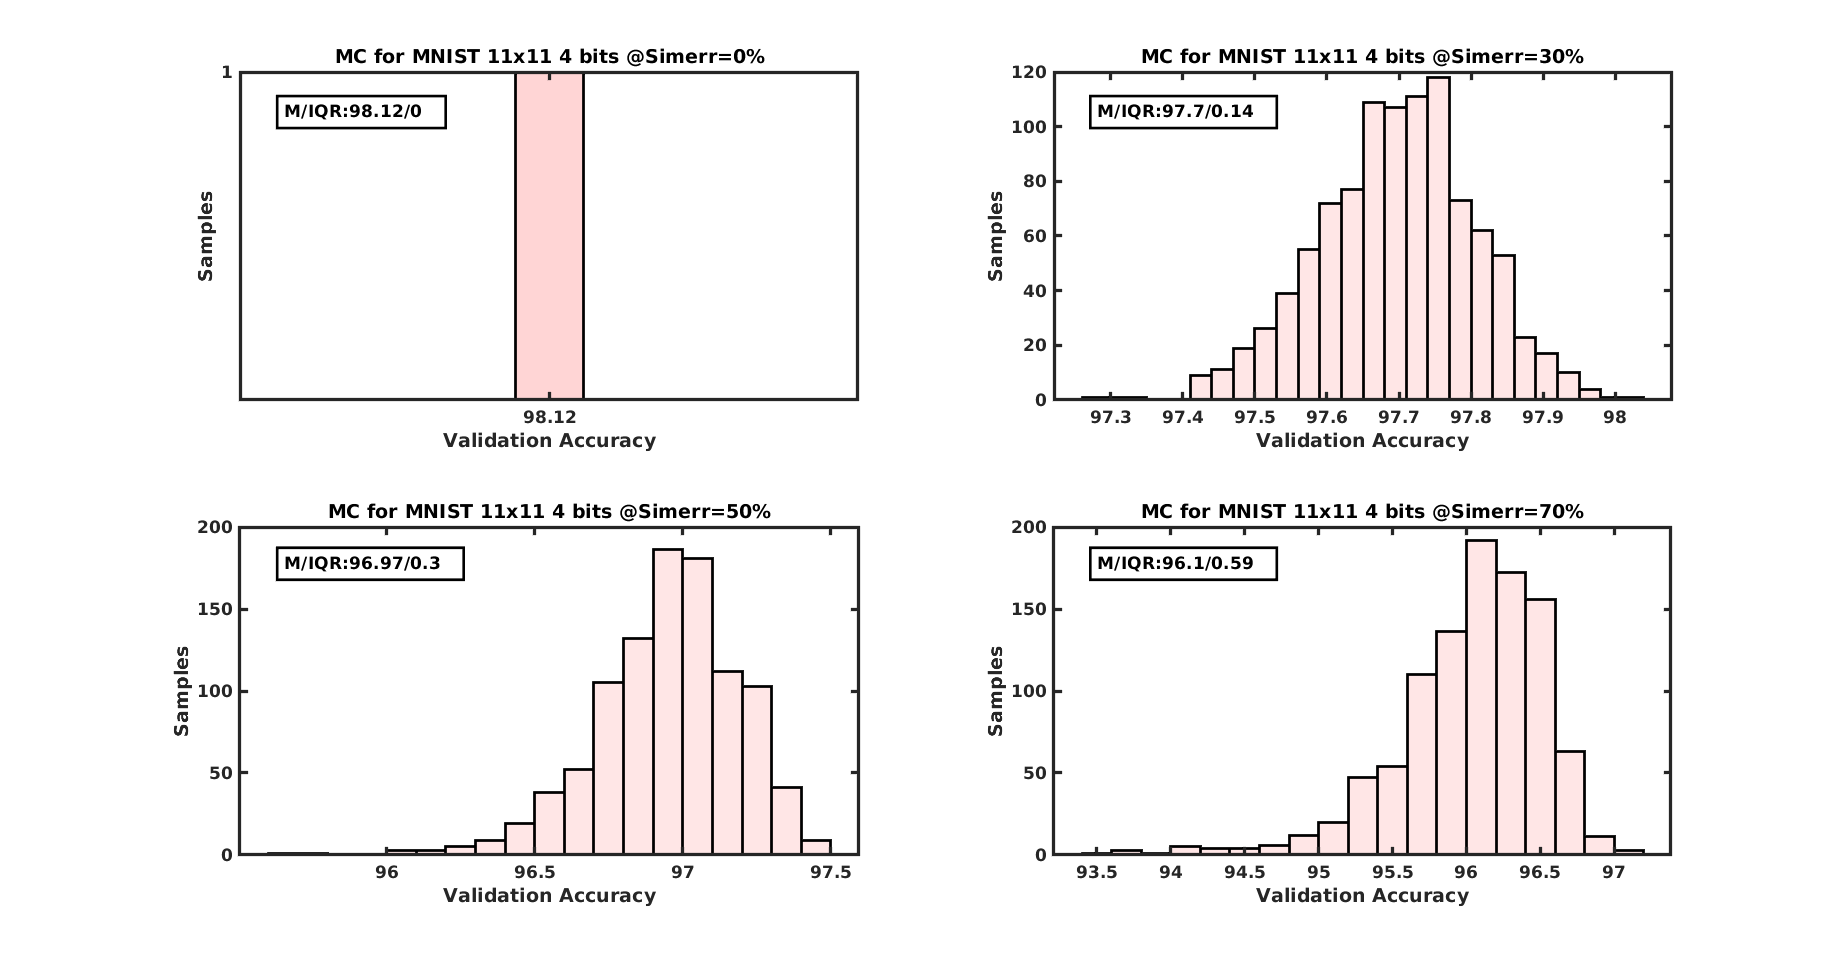 MC for MNIST 11x11 4 bits @Simerr=0%
1
M/IQR:98.12/0
Samples
98.12
Validation Accuracy
MC for MNIST 11x11 4 bits @Simerr=30%
120
100
80
60
40
20
0
M/IQR:97.7/0.14
Samples
97.3 97.4 97.5 97.6 97.7 97.8 97.9 98
Validation Accuracy
MC for MNIST 11x11 4 bits @Simerr=50%
200
150
100
50
0
M/IQR:96.97/0.3
Samples
96 96.5 97 97.5
Validation Accuracy
MC for MNIST 11x11 4 bits @Simerr=70%
200
150
100
50
0
M/IQR:96.1/0.59
Samples
93.5 94 94.5 95 95.5 96 96.5 97
Validation Accuracy